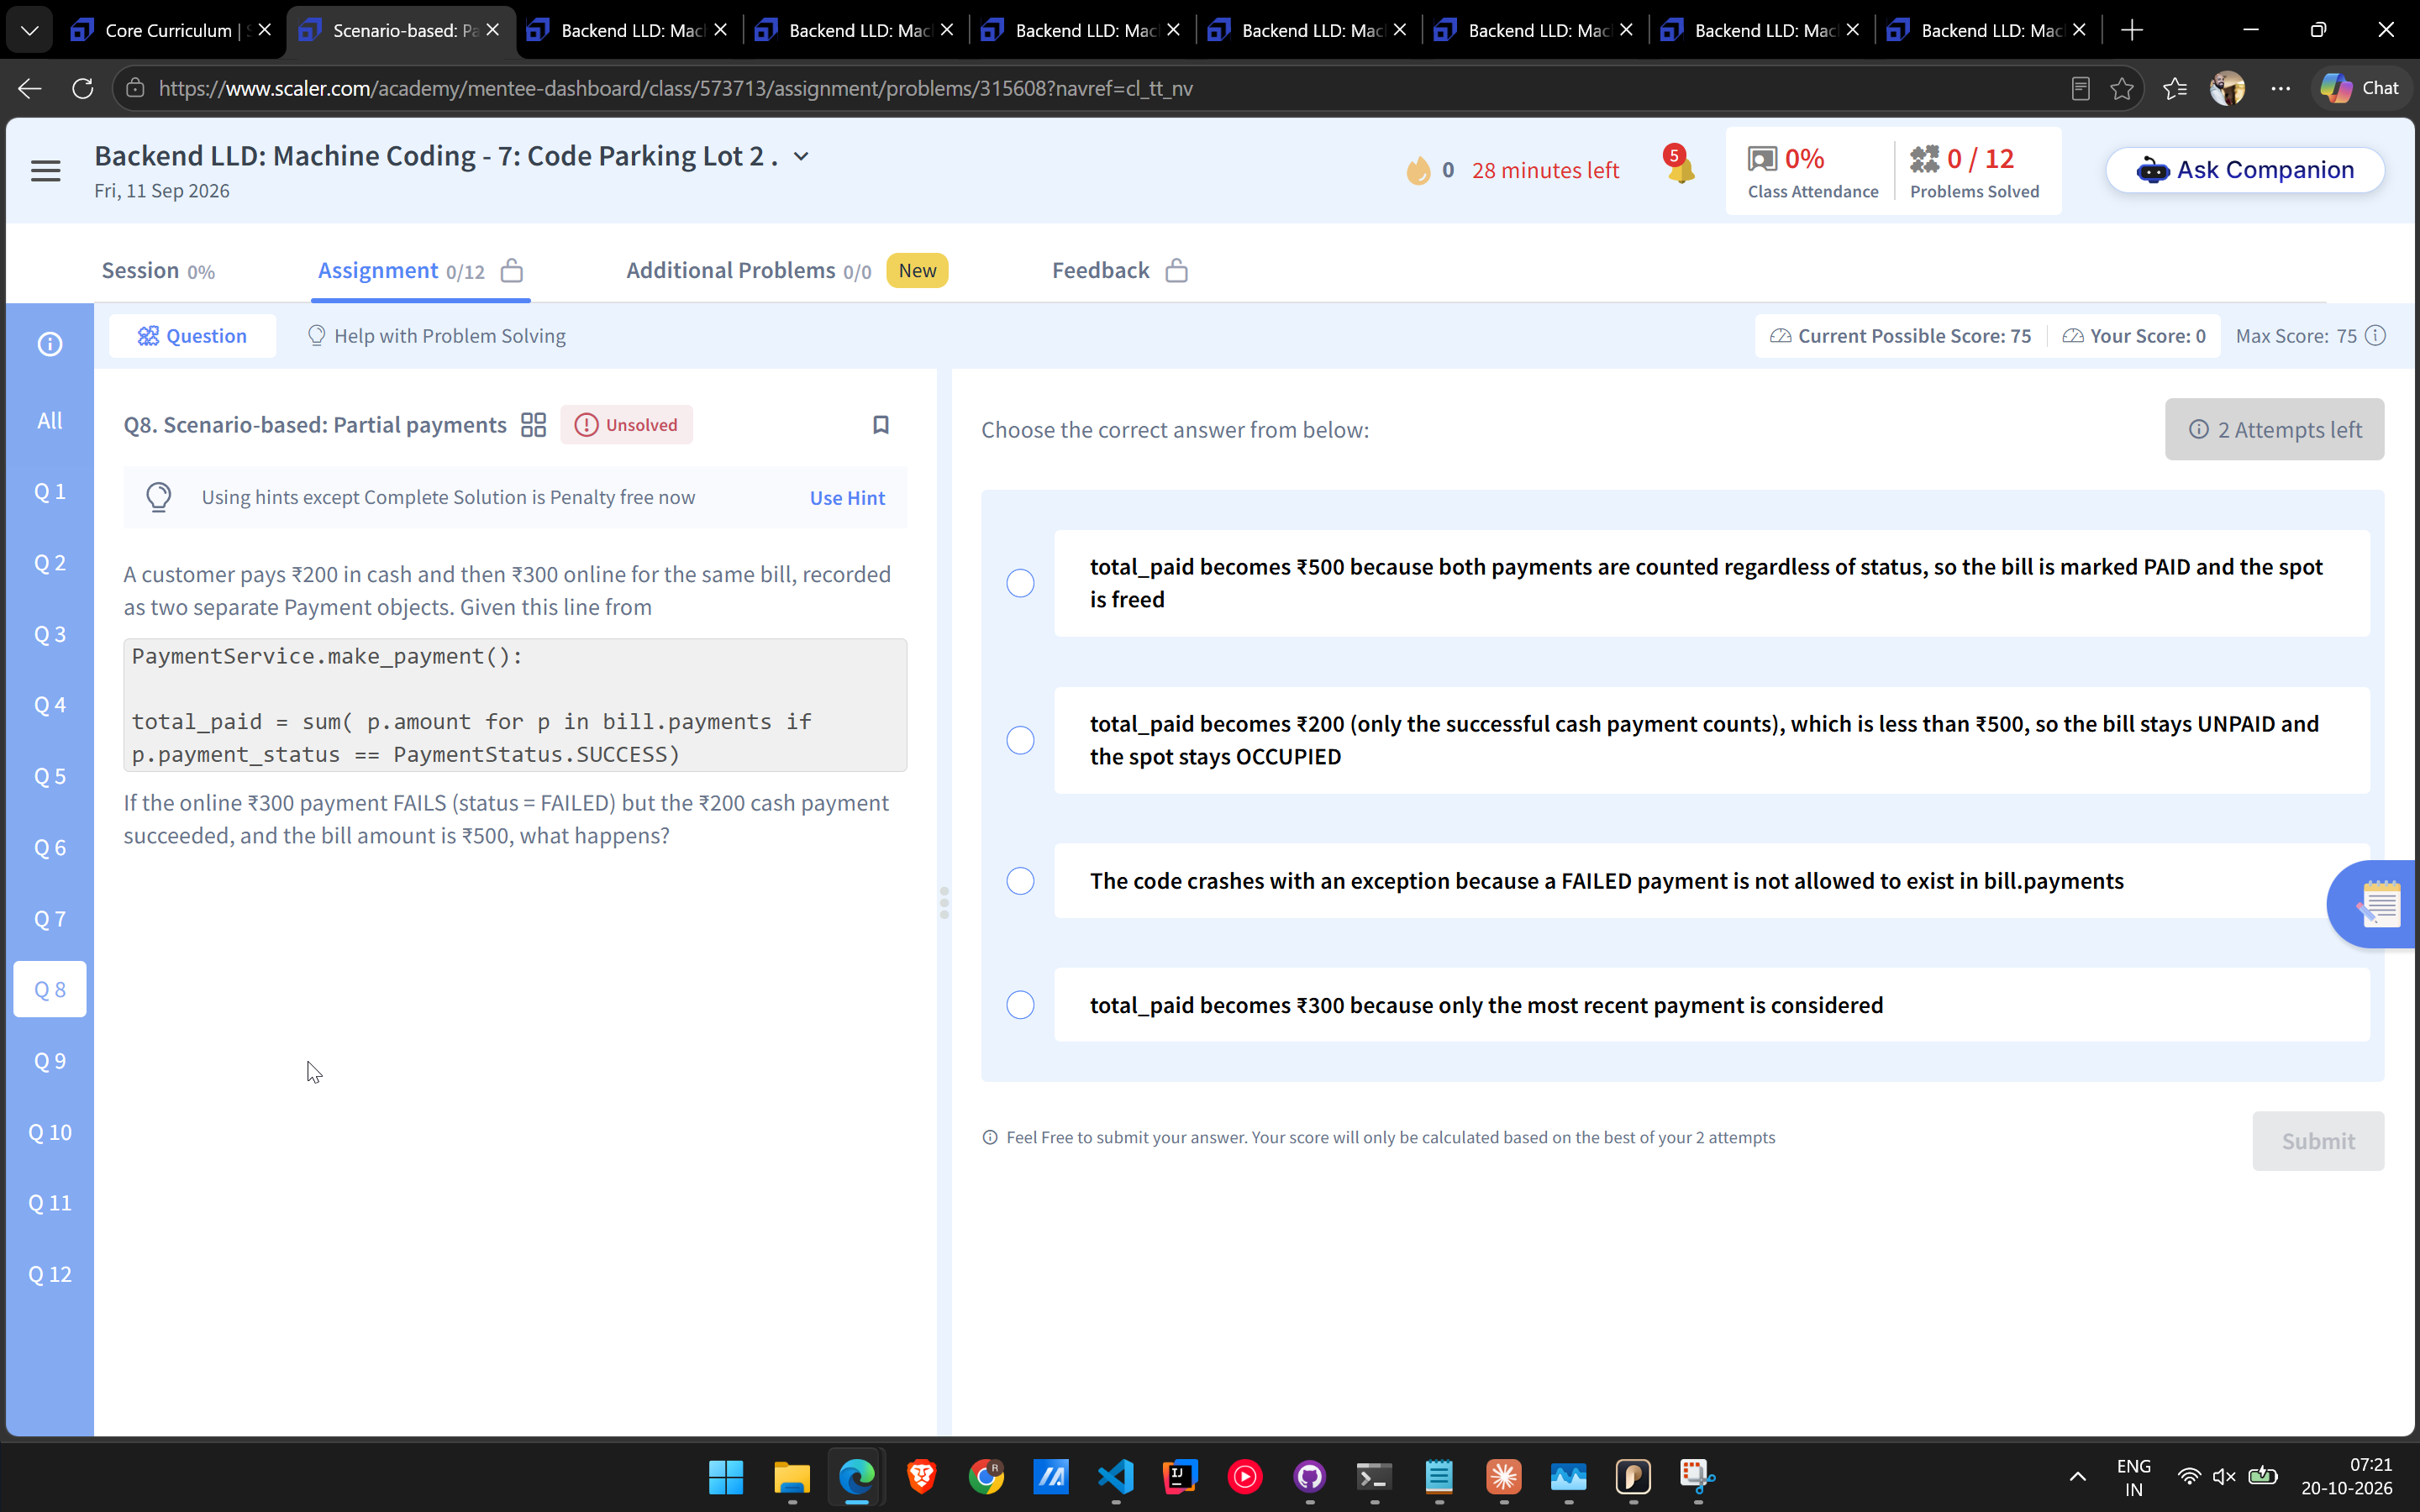 Core Curriculum | S
Scenario-based: Pa
Backend LLD: Mac
Backend LLD: Mac
Backend LLD: Mac
Backend LLD: Mac
Backend LLD: Mac
Backend LLD: Mac
Backend LLD: Mac
https://www.scaler.com/academy/mentee-dashboard/class/573713/assignment/problems/315608?navref=cl_tt_nv
Chat
Backend LLD: Machine Coding - 7: Code Parking Lot 2 .
Fri, 11 Sep 2026
0
28 minutes left
5
0%
Class Attendance
0 / 12
Problems Solved
Ask Companion
Session 0%
Assignment 0/12
Additional Problems 0/0
New
Feedback
Question
Help with Problem Solving
Current Possible Score: 75
Your Score: 0
Max Score: 75
All
Q 1
Q 2
Q 3
Q 4
Q 5
Q 6
Q 7
Q 8
Q 9
Q 10
Q 11
Q 12
Q8. Scenario-based: Partial payments
Unsolved
Using hints except Complete Solution is Penalty free now
Use Hint
A customer pays ₹200 in cash and then ₹300 online for the same bill, recorded
as two separate Payment objects. Given this line from
PaymentService.make_payment():
total_paid = sum( p.amount for p in bill.payments if
p.payment_status == PaymentStatus.SUCCESS)
If the online ₹300 payment FAILS (status = FAILED) but the ₹200 cash payment
succeeded, and the bill amount is ₹500, what happens?
Choose the correct answer from below:
2 Attempts left
total_paid becomes ₹500 because both payments are counted regardless of status, so the bill is marked PAID and the spot
is freed
total_paid becomes ₹200 (only the successful cash payment counts), which is less than ₹500, so the bill stays UNPAID and
the spot stays OCCUPIED
The code crashes with an exception because a FAILED payment is not allowed to exist in bill.payments
total_paid becomes ₹300 because only the most recent payment is considered
Feel Free to submit your answer. Your score will only be calculated based on the best of your 2 attempts
Submit
R
IJ
ENG
IN
07:21
20-10-2026